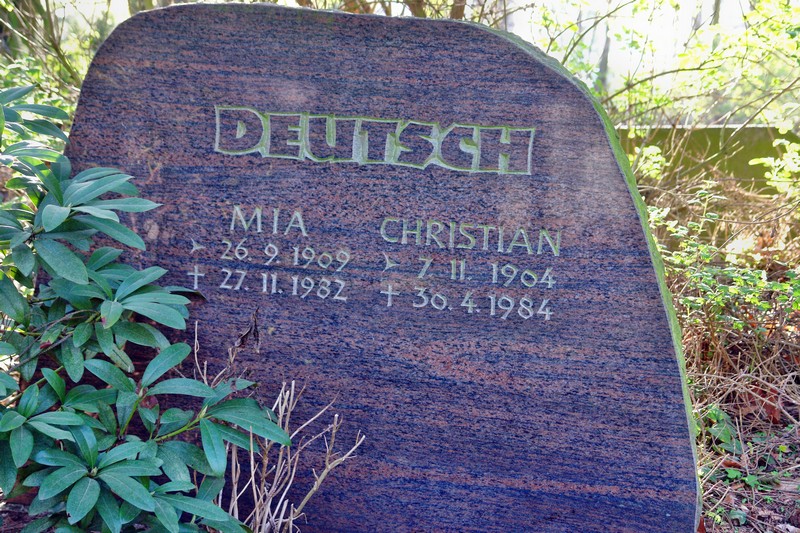 DEUTSCH
MIA CHRISTIAN
26.9.1909 7.11.1904
† 27.11.1982 † 30.4.1984